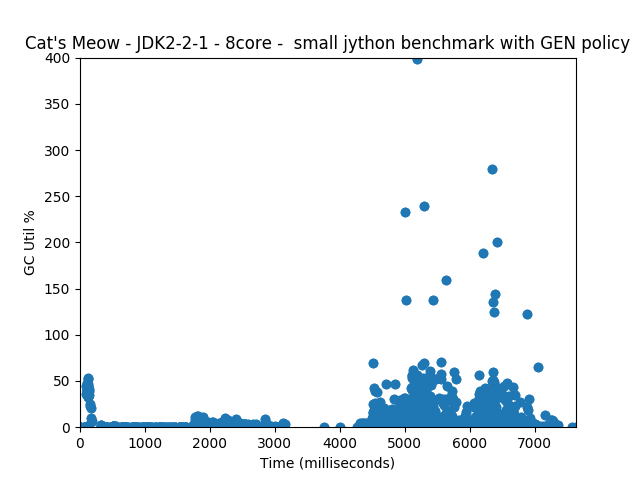 Cat's Meow - JDK2-2-1 - 8core -  small jython benchmark with GEN policy
400
350
300
250
200
150
100
50
0
GC Util %
0 1000 2000 3000 4000 5000 6000 7000
Time (milliseconds)